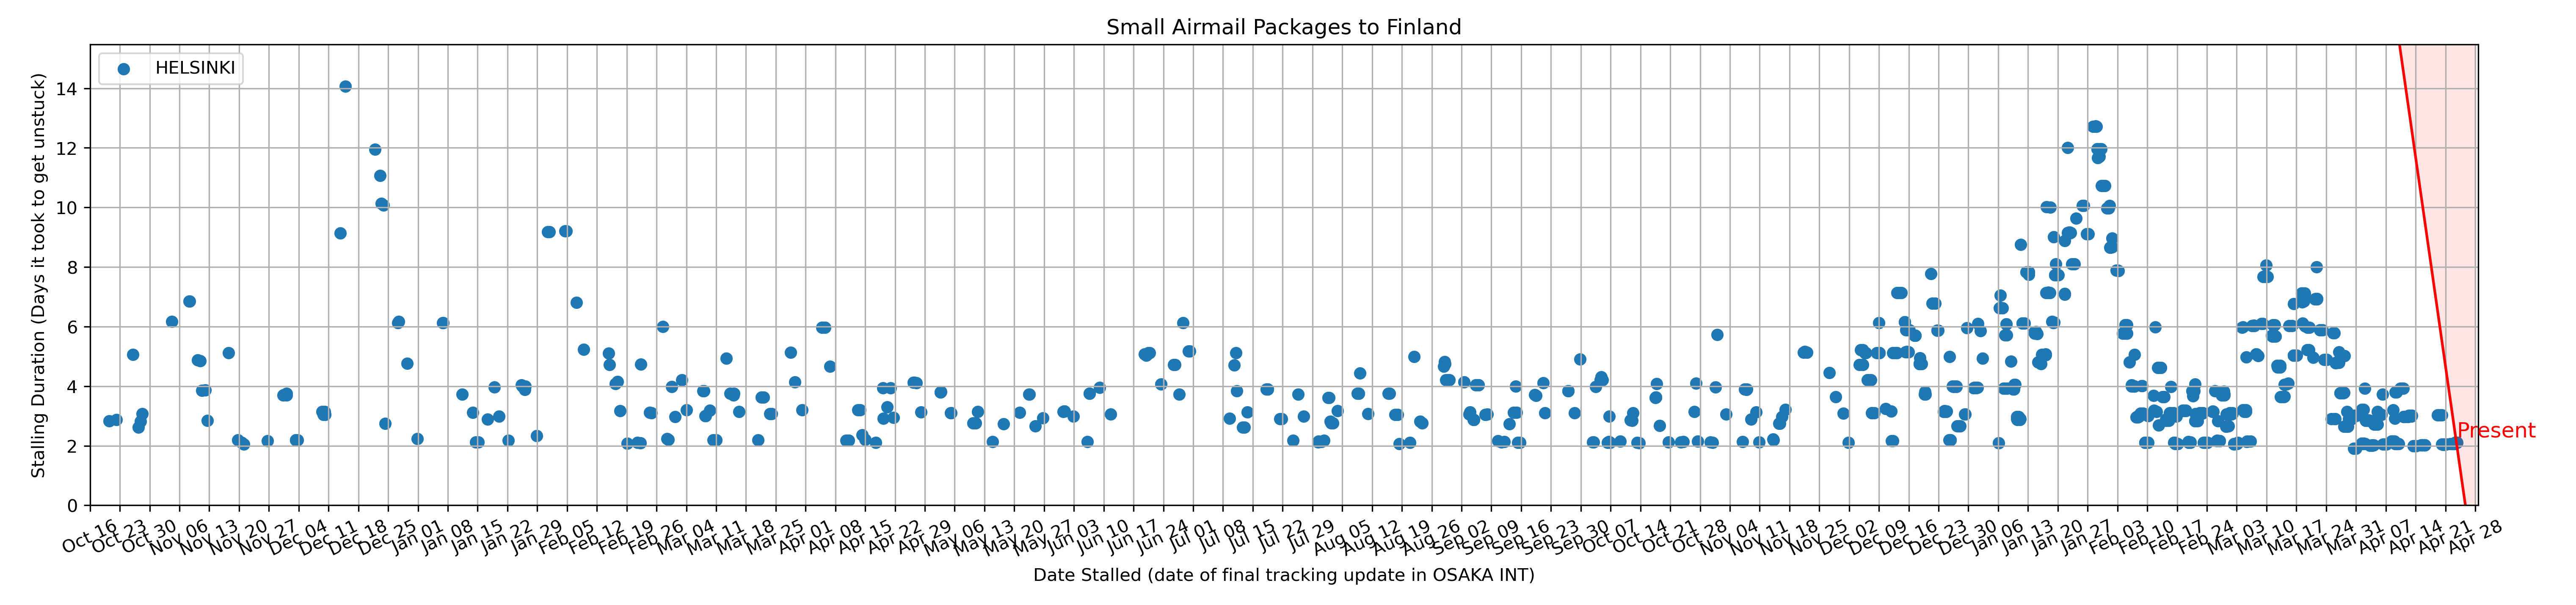 Small Airmail Packages to Finland
HELSINKI
Stalling Duration (Days it took to get unstuck)
14
12
10
8
6
4
2
0
Present
Oct 16
Oct 23
Oct 30
Nov 06
Nov 13
Nov 20
Nov 27
Dec 04
Dec 11
Dec 18
Dec 25
Jan 01
Jan 08
Jan 15
Jan 22
Jan 29
Feb 05
Feb 12
Feb 19
Feb 26
Mar 04
Mar 11
Mar 18
Mar 25
Apr 01
Apr 08
Apr 15
Apr 22
Apr 29
May 06
May 13
May 20
May 27
Jun 03
Jun 10
Jun 17
Jun 24
Jul 01
Jul 08
Jul 15
Jul 22
Jul 29
Aug 05
Aug 12
Aug 19
Aug 26
Sep 02
Sep 09
Sep 16
Sep 23
Sep 30
Oct 07
Oct 14
Oct 21
Oct 28
Nov 04
Nov 11
Nov 18
Nov 25
Dec 02
Dec 09
Dec 16
Dec 23
Dec 30
Jan 06
Jan 13
Jan 20
Jan 27
Feb 03
Feb 10
Feb 17
Feb 24
Mar 03
Mar 10
Mar 17
Mar 24
Mar 31
Apr 07
Apr 14
Apr 21
Apr 28
Date Stalled (date of final tracking update in OSAKA INT)